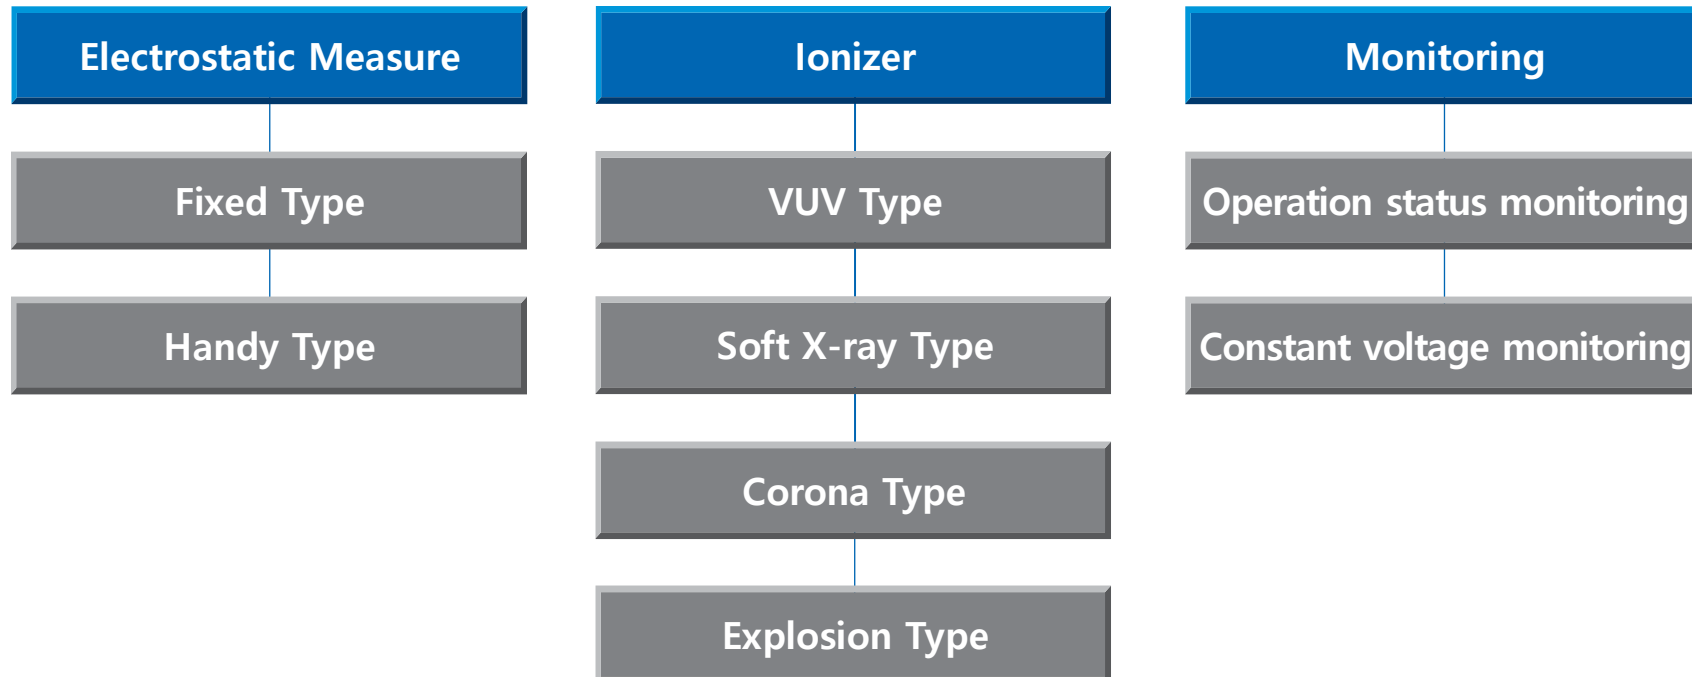 Electrostatic Measure
Fixed Type
Handy Type
Ionizer
VUV Type
Soft X-ray Type
Corona Type
Explosion Type
Monitoring
Operation status monitoring
Constant voltage monitoring